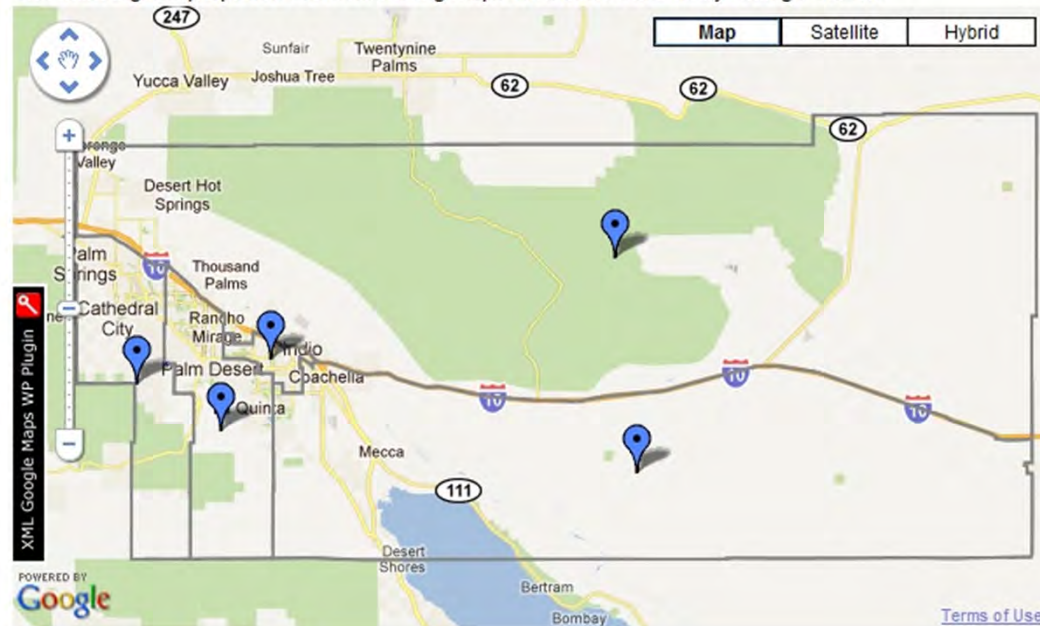 247
Map Satellite Hybrid
Sunfair
Twentynine
Palms
Yucca Valley
Joshua Tree
62
62
62
Valley
Desert Hot
Springs
10
Thousand
Palms
Cathedral
City
Rancho
Mirage
Indio
Palm Desert
Coachella
10
10
10
Quinta
Mecca
111
Desert
Shores
Bertram
Bombay
XML Google Maps WP Plugin
POWERED BY
Google
Terms of Use